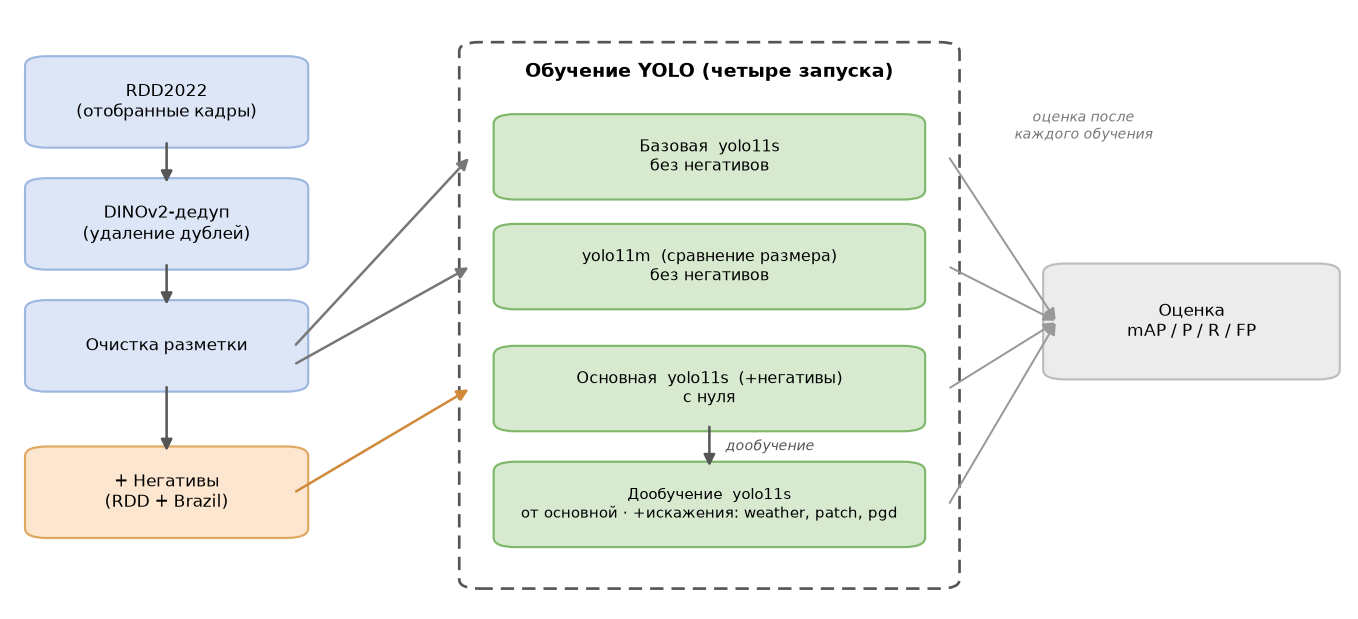 RDD2022
(отобранные кадры)
DINOv2-дедуп
(удаление дублей)
Очистка разметки
+ Негативы
(RDD + Brazil)
Обучение YOLO (четыре запуска)
Базовая yolo11s
без негативов
yolo11m (сравнение размера)
без негативов
Основная yolo11s (+негативы)
с нуля
дообучение
Дообучение yolo11s
от основной · +искажения: weather, patch, pgd
оценка после
каждого обучения
Оценка
mAP / P / R / FP